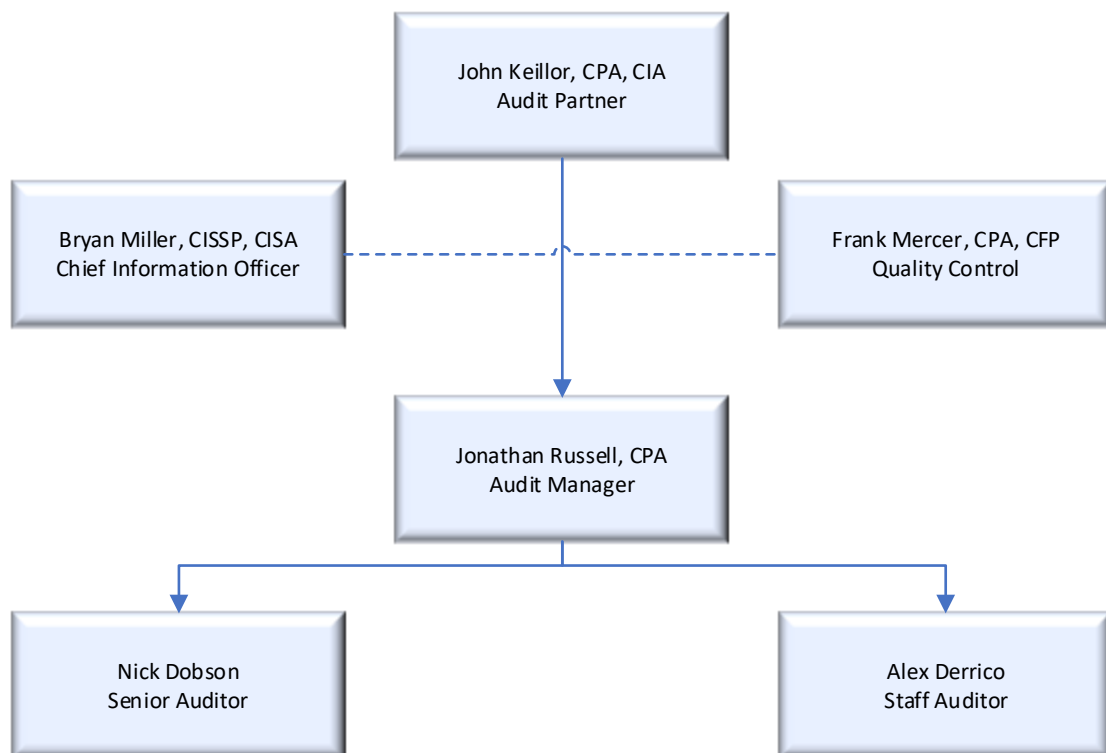 John Keillor, CPA, CIA
Audit Partner
Bryan Miller, CISSP, CISA
Chief Information Officer
Frank Mercer, CPA, CFP
Quality Control
Jonathan Russell, CPA
Audit Manager
Nick Dobson
Senior Auditor
Alex Derrico
Staff Auditor